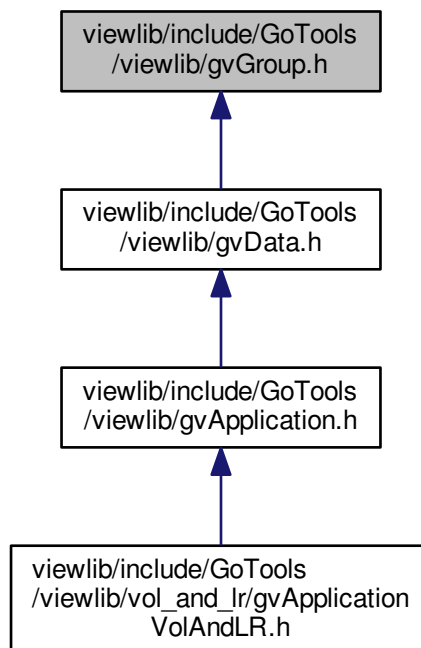 viewlib/include/GoTools
/viewlib/gvGroup.h
viewlib/include/GoTools
/viewlib/gvData.h
viewlib/include/GoTools
/viewlib/gvApplication.h
viewlib/include/GoTools
/viewlib/vol_and_lr/gvApplication
VolAndLR.h